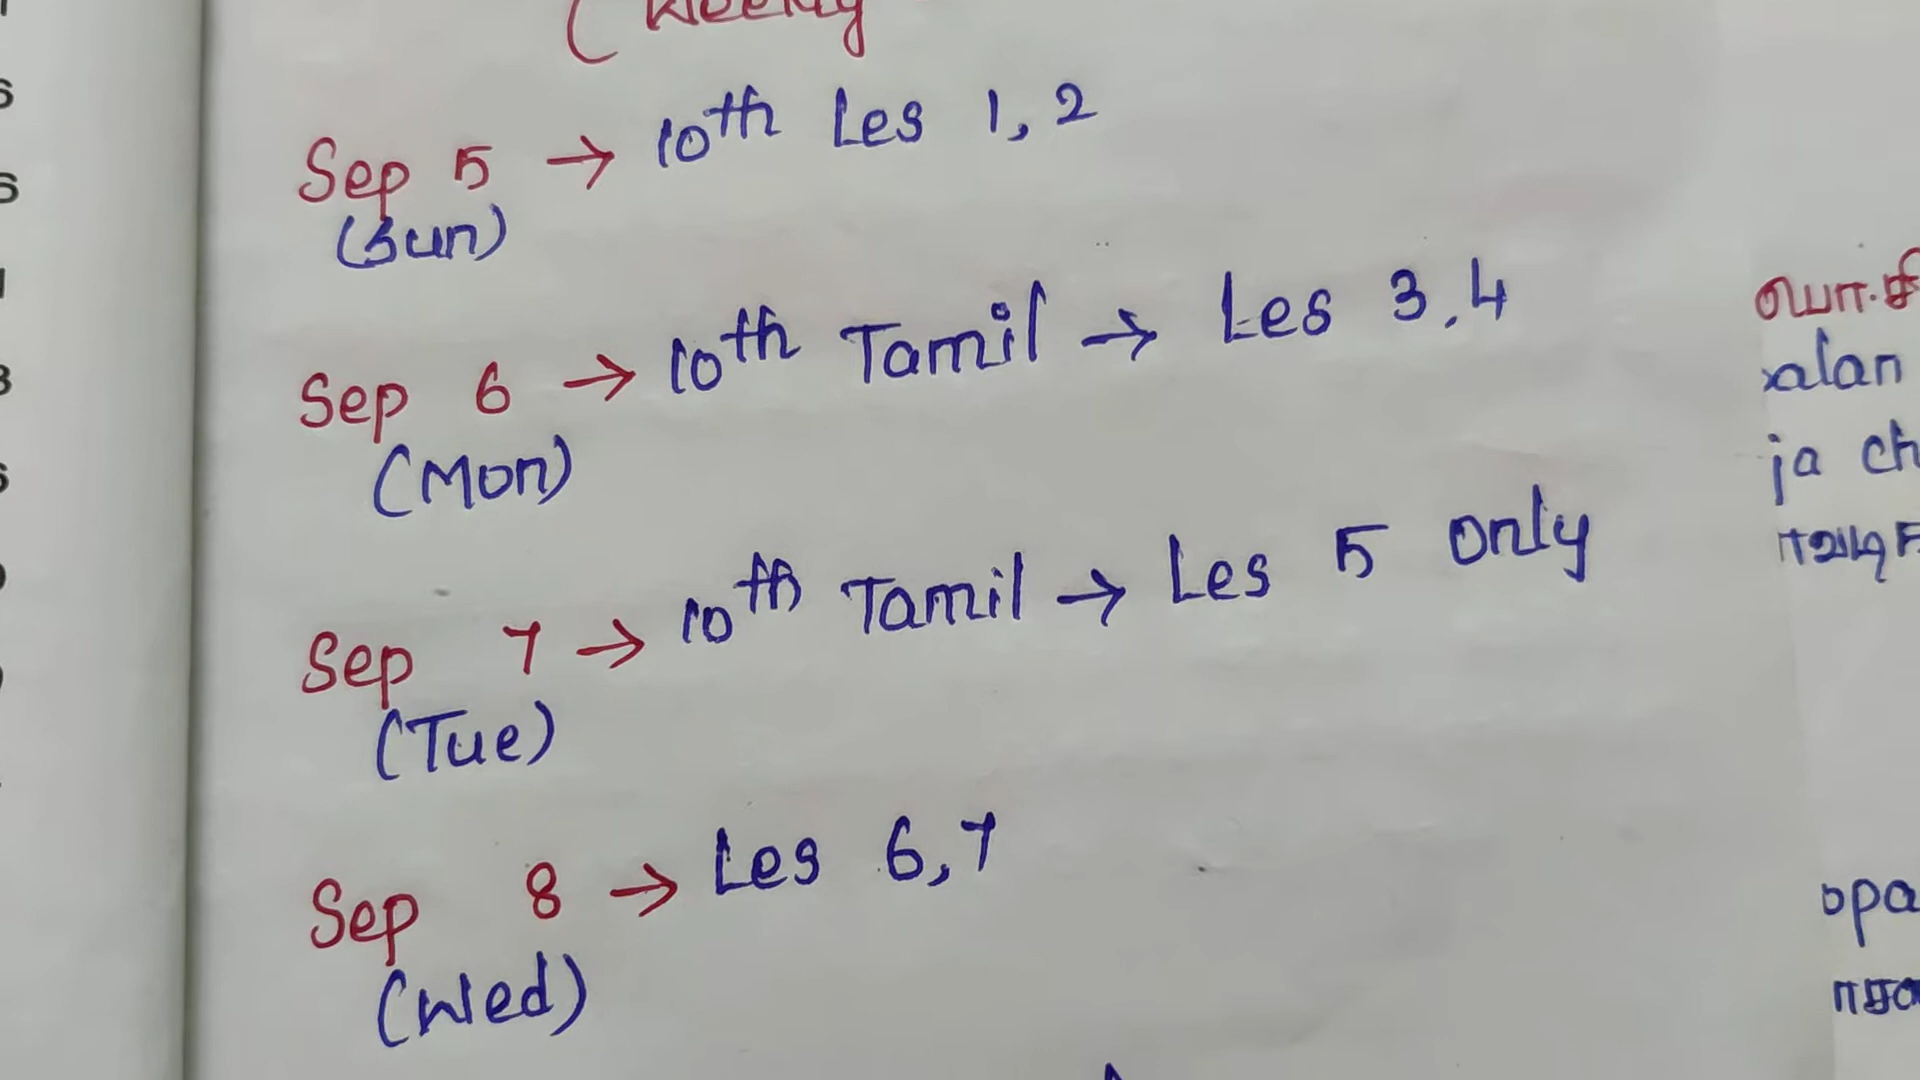 (Weekly
Sep 5 → 10th Les 1, 2
(Sun)
Sep 6 → 10th Tamil → Les 3, 4
(Mon)
Sep 7 → 10th Tamil → Les 5 only
(Tue)
Sep 8 → Les 6, 7
(Wed)